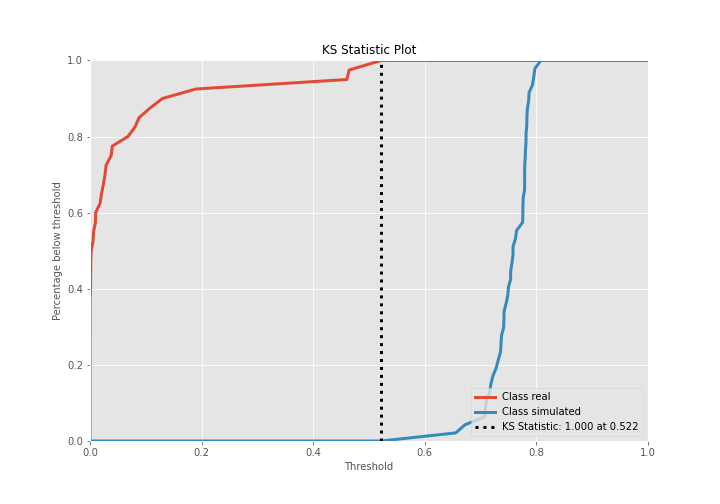 KS Statistic Plot
1.0
0.8
0.6
0.4
0.2
0.0
Percentage below threshold
Class real
Class simulated
KS Statistic: 1.000 at 0.522
0.0 0.2 0.4 0.6 0.8 1.0
Threshold